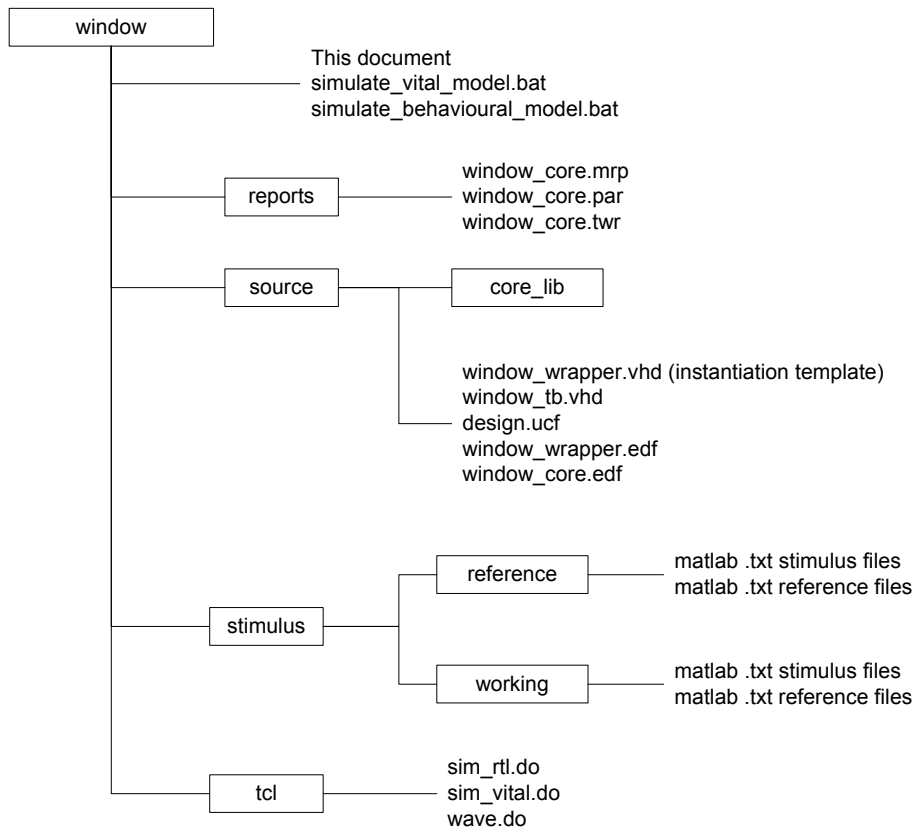 window
This document
simulate_vital_model.bat
simulate_behavioural_model.bat
reports
window_core.mrp
window_core.par
window_core.twr
source
core_lib
window_wrapper.vhd (instantiation template)
window_tb.vhd
design.ucf
window_wrapper.edf
window_core.edf
stimulus
reference
matlab .txt stimulus files
matlab .txt reference files
working
matlab .txt stimulus files
matlab .txt reference files
tcl
sim_rtl.do
sim_vital.do
wave.do